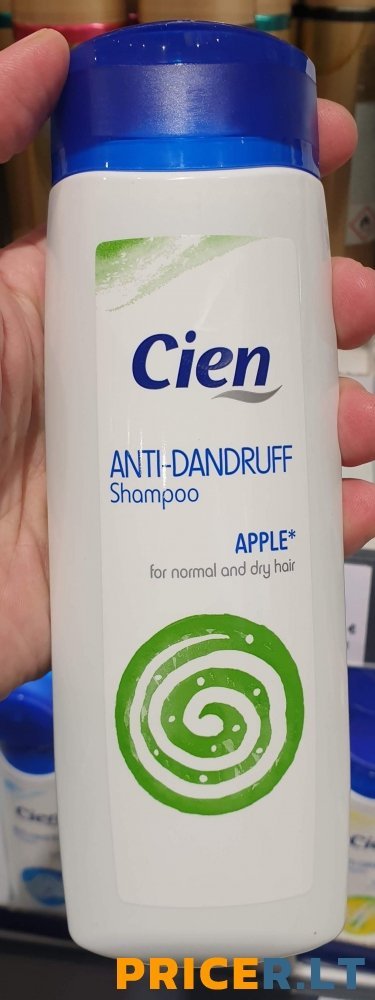 Cien
ANTI-DANDRUFF
Shampoo
APPLE*
for normal and dry hair
PRICER.LT